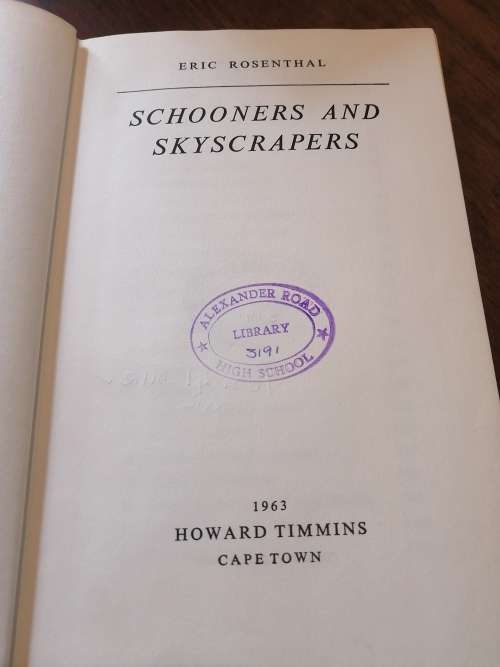 ERIC ROSENTHAL
SCHOONERS AND
SKYSCRAPERS
ALEXANDER ROAD
LIBRARY
3191
HIGH SCHOOL
1963
HOWARD TIMMINS
CAPE TOWN